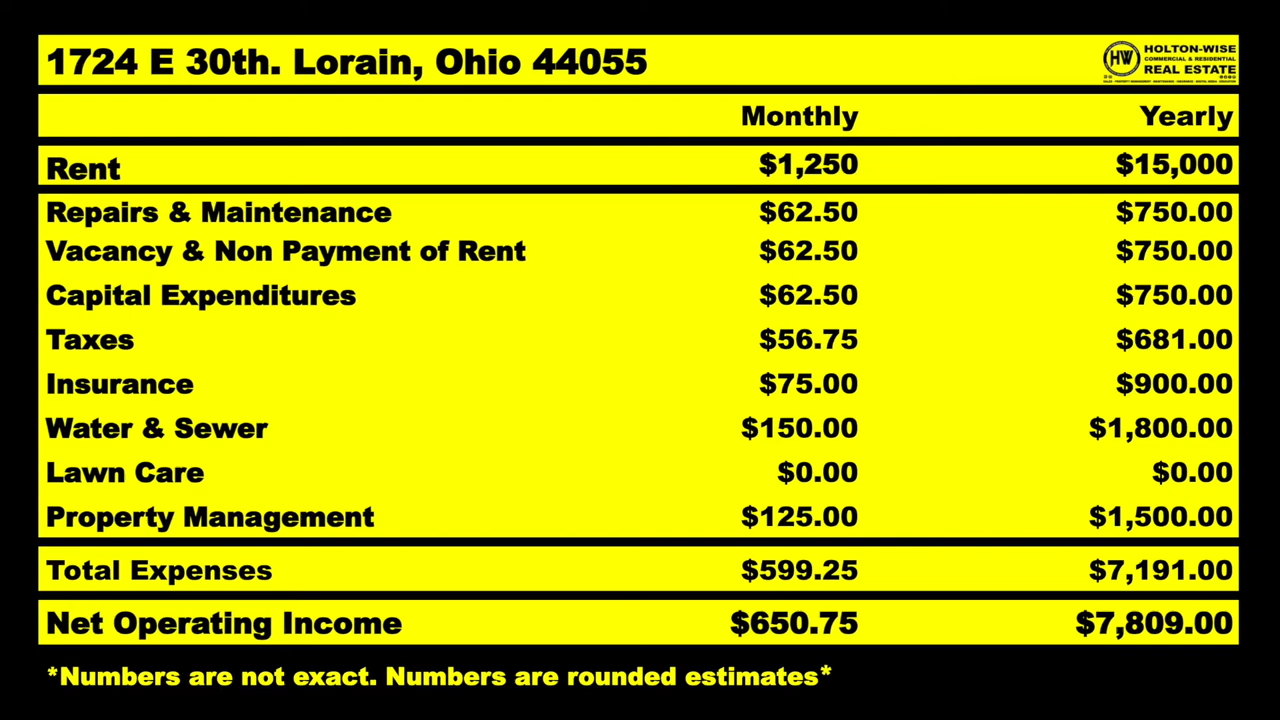 1724 E 30th. Lorain, Ohio 44055
HW
HOLTON-WISE
COMMERCIAL & RESIDENTIAL
REAL ESTATE
Monthly Yearly
Rent $1,250 $15,000
Repairs & Maintenance $62.50 $750.00
Vacancy & Non Payment of Rent $62.50 $750.00
Capital Expenditures $62.50 $750.00
Taxes $56.75 $681.00
Insurance $75.00 $900.00
Water & Sewer $150.00 $1,800.00
Lawn Care $0.00 $0.00
Property Management $125.00 $1,500.00
Total Expenses $599.25 $7,191.00
Net Operating Income $650.75 $7,809.00
*Numbers are not exact. Numbers are rounded estimates*